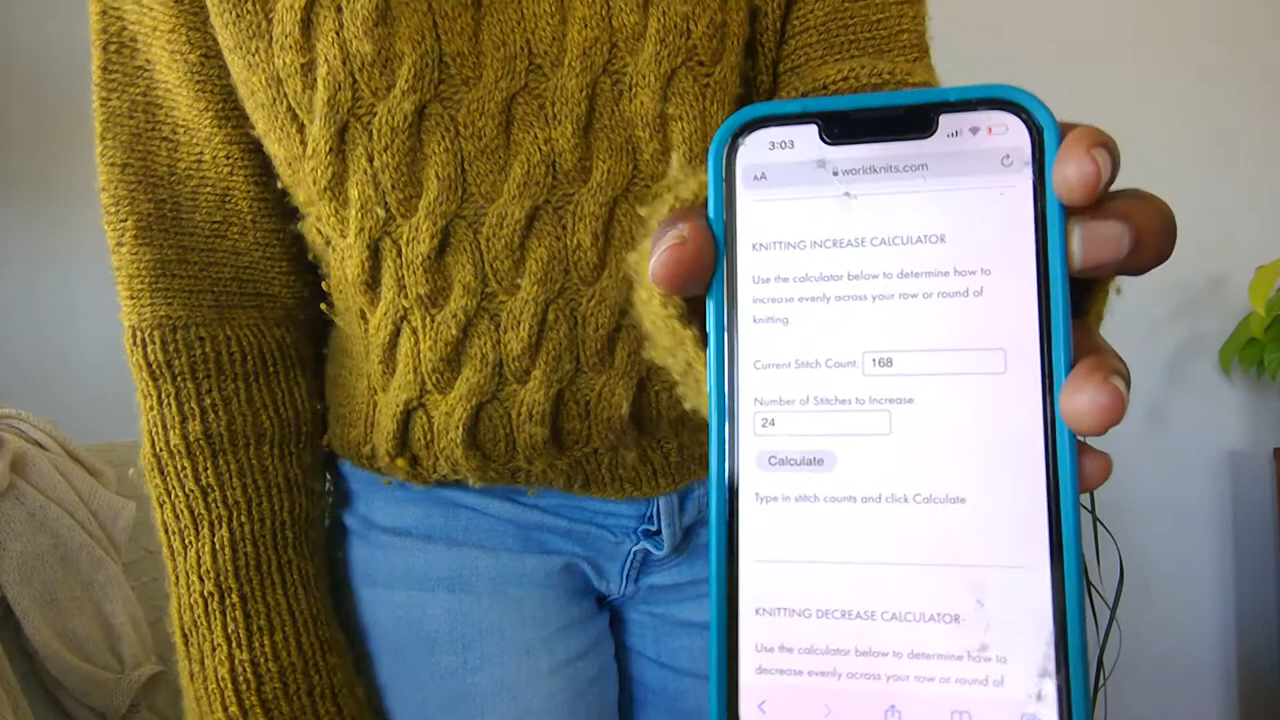 3:03
AA
worldknits.com
KNITTING INCREASE CALCULATOR
Use the calculator below to determine how to
increase evenly across your row or round of
knitting.
Current Stitch Count: 168
Number of Stitches to Increase:
24
Calculate
Type in stitch counts and click Calculate
KNITTING DECREASE CALCULATOR
Use the calculator below to determine how to
decrease evenly across your row or round of